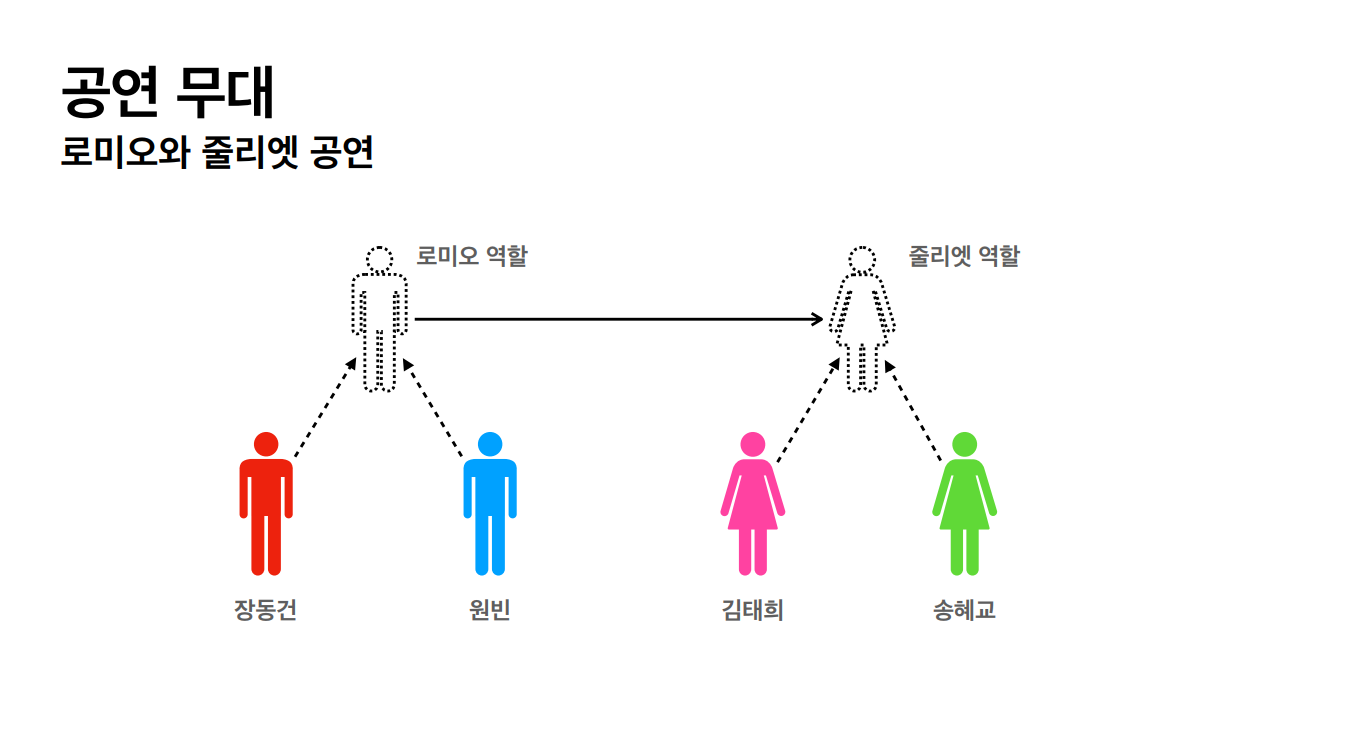 공연 무대
로미오와 줄리엣 공연
로미오 역할
줄리엣 역할
장동건
원빈
김태희
송혜교